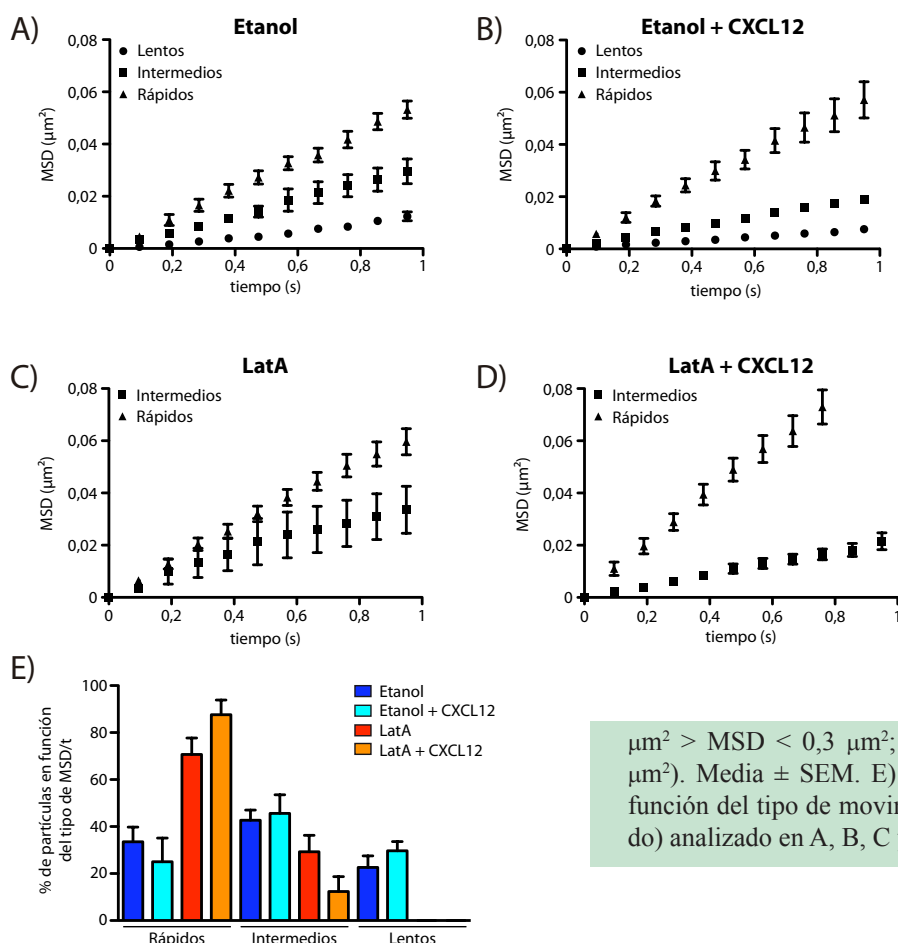 A)
Etanol
Lentos
Intermedios
Rápidos
MSD (µm²)
0,08
0,06
0,04
0,02
0
0
0,2
0,4
0,6
0,8
1
tiempo (s)
B)
Etanol + CXCL12
Lentos
Intermedios
Rápidos
MSD (µm²)
0,08
0,06
0,04
0,02
0
0
0,2
0,4
0,6
0,8
1
tiempo (s)
C)
LatA
Intermedios
Rápidos
MSD (µm²)
0,08
0,06
0,04
0,02
0
0
0,2
0,4
0,6
0,8
1
tiempo (s)
D)
LatA + CXCL12
Intermedios
Rápidos
MSD (µm²)
0,08
0,06
0,04
0,02
0
0
0,2
0,4
0,6
0,8
1
tiempo (s)
E)
% de partículas en función
del tipo de MSD/t
100
80
60
40
20
0
Etanol
Etanol + CXCL12
LatA
LatA + CXCL12
Rápidos
Intermedios
Lentos
µm² > MSD < 0,3 µm²;
µm²). Media ± SEM. E)
función del tipo de movin
do) analizado en A, B, C